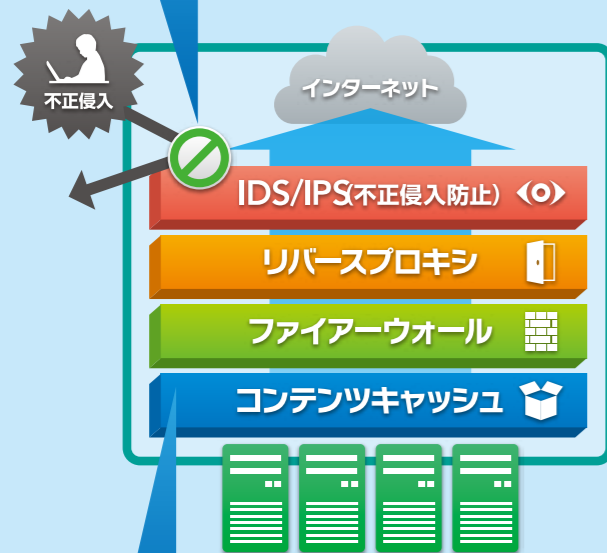 不正侵入
インターネット
IDS/IPS(不正侵入防止)
リバースプロキシ
ファイアーウォール
コンテンツキャッシュ